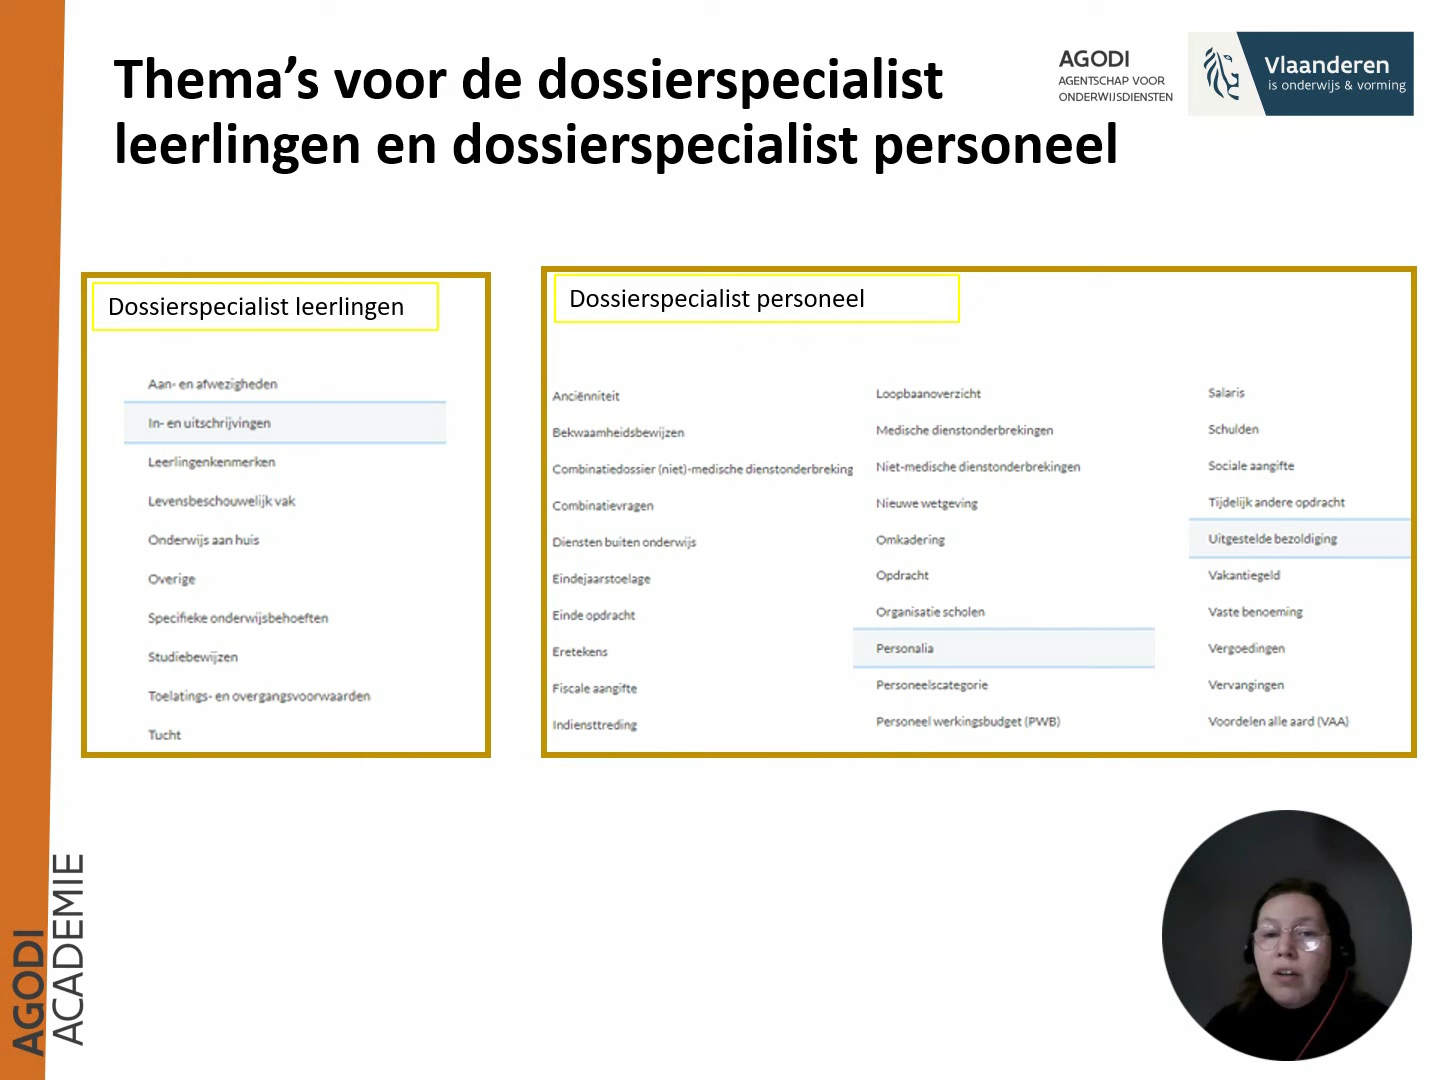 Thema’s voor de dossierspecialist
leerlingen en dossierspecialist personeel
AGODI
AGENTSCHAP VOOR
ONDERWIJSDIENSTEN
Vlaanderen
is onderwijs & vorming
Dossierspecialist leerlingen
Aan- en afwezigheden
In- en uitschrijvingen
Leerlingenkenmerken
Levensbeschouwelijk vak
Onderwijs aan huis
Overige
Specifieke onderwijsbehoeften
Studiebewijzen
Toelatings- en overgangsvoorwaarden
Tucht
Dossierspecialist personeel
Anciënniteit
Bekwaamheidsbewijzen
Combinatiedossier (niet)-medische dienstonderbreking
Combinatievragen
Diensten buiten onderwijs
Eindejaarstoelage
Einde opdracht
Eretekens
Fiscale aangifte
Indiensttreding
Loopbaanoverzicht
Medische dienstonderbrekingen
Niet-medische dienstonderbrekingen
Nieuwe wetgeving
Omkadering
Opdracht
Organisatie scholen
Personalia
Personeelscategorie
Personeel werkingsbudget (PWB)
Salaris
Schulden
Sociale aangifte
Tijdelijk andere opdracht
Uitgestelde bezoldiging
Vakantiegeld
Vaste benoeming
Vergoedingen
Vervangingen
Voordelen alle aard (VAA)
AGODI
ACADEMIE